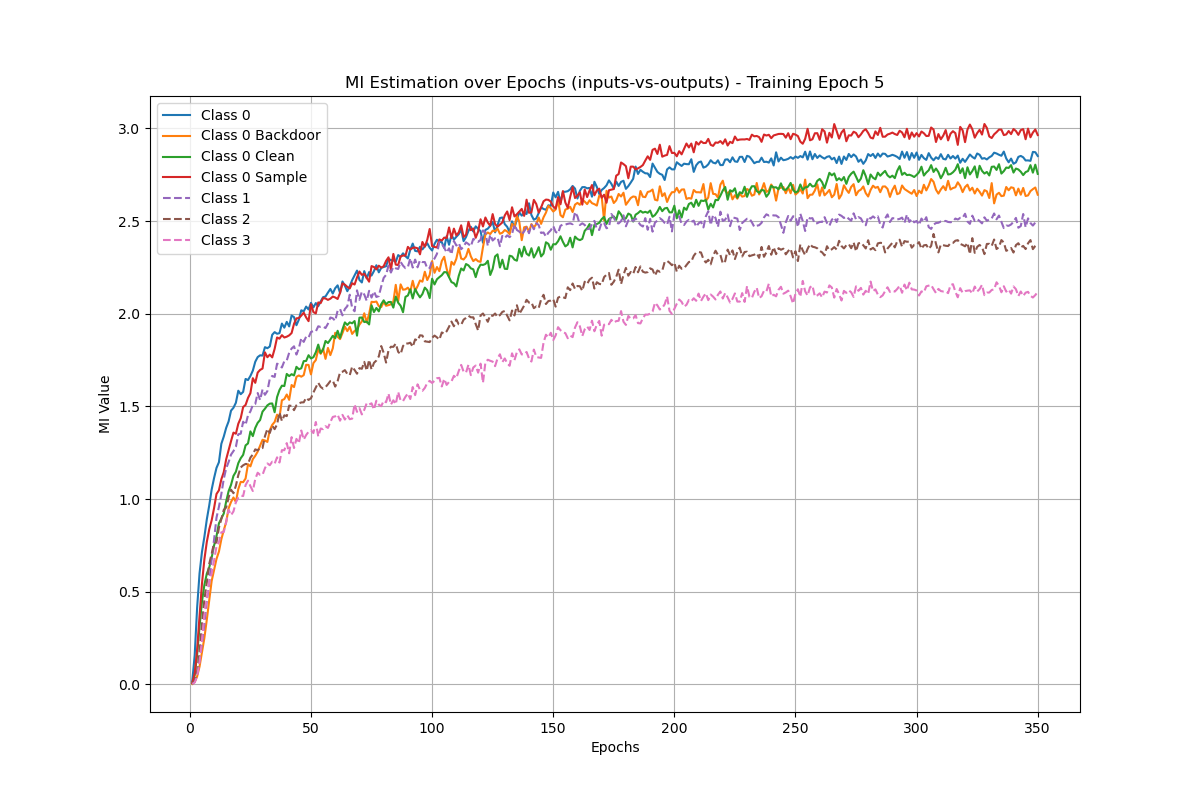 MI Estimation over Epochs (inputs-vs-outputs) - Training Epoch 5
Class 0
Class 0 Backdoor
Class 0 Clean
Class 0 Sample
Class 1
Class 2
Class 3
MI Value
3.0
2.5
2.0
1.5
1.0
0.5
0.0
0 50 100 150 200 250 300 350
Epochs